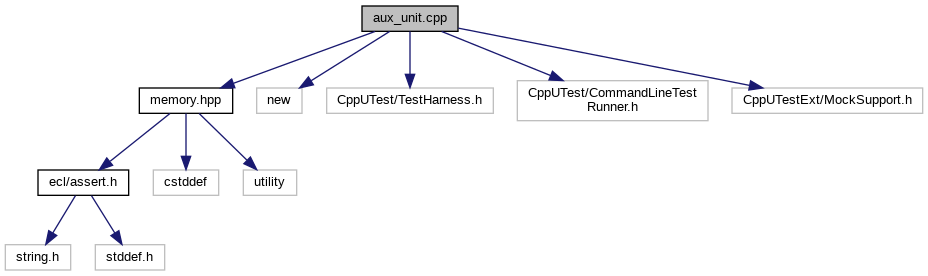 aux_unit.cpp
memory.hpp
new
CppUTest/TestHarness.h
CppUTest/CommandLineTest
Runner.h
CppUTestExt/MockSupport.h
ecl/assert.h
cstddef
utility
string.h
stddef.h